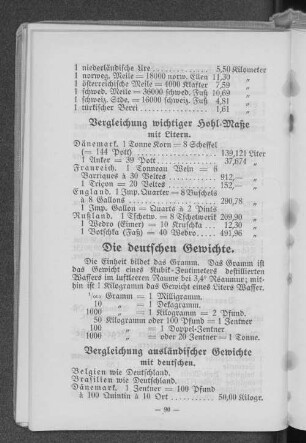 1 niederländische Ure . . . . . . 5,50 Kilometer
1 norweg. Meile = 18000 norw. Ellen 11,30 "
1 österreichische Meile = 4000 Klafter 7,59 "
1 schwed. Meile = 36000 schwed. Fuß 10,69 "
1 schweiz. Stde. = 16000 schweiz. Fuß 4,81 "
1 türkischer Berri . . . . . . 1,61 "
Vergleichung wichtiger Hohl-Maße
mit Litern.
Dänemark. 1 Tonne Korn = 8 Scheffel
(= 144 Pott) . . . . . . 139,121 Liter
1 Anker = 39 Pott . . . . . 37,674 "
Frankreich. 1 Tonneau Wein = 6
Barriques à 30 Veltes . . . . 912,— "
1 Triçon = 20 Veltes . . . . 152,— "
England. 1 Imp. Quarter = 8 Bushels
à 8 Gallons . . . . . . 290,78 "
1 Imp. Gallon = Quarts à 2 Pints
Rußland. 1 Tschetw. = 8 Tschetwerik 209,90 "
1 Wedro (Eimer) = 10 Kruschka 12,30 "
1 Botschka (Faß) = 40 Wedro. . 491,96 "
Die deutschen Gewichte.
Die Einheit bildet das Gramm. Das Gramm ist
das Gewicht eines Kubik-Zentimeters destillierten
Wassers im luftleeren Raume bei 3,4° Réaumur; mit-
hin ist 1 Kilogramm das Gewicht eines Liters Wasser.
Gramm = 1 Milligramm.
10 " = 1 Dekagramm.
1000 " = 1 Kilogramm = 2 Pfund.
50 Kilogramm oder 100 Pfund = 1 Zentner
100 " = 1 Doppel-Zentner.
1000 " oder 20 Zentner = 1 Tonne.
Vergleichung ausländischer Gewichte
mit deutschen.
Belgien wie Deutschland.
Brasilien wie Deutschland.
Dänemark. 1 Zentner = 100 Pfund
à 100 Quintin à 10 Ort . . . . 50,00 Kilogr.
— 90 —